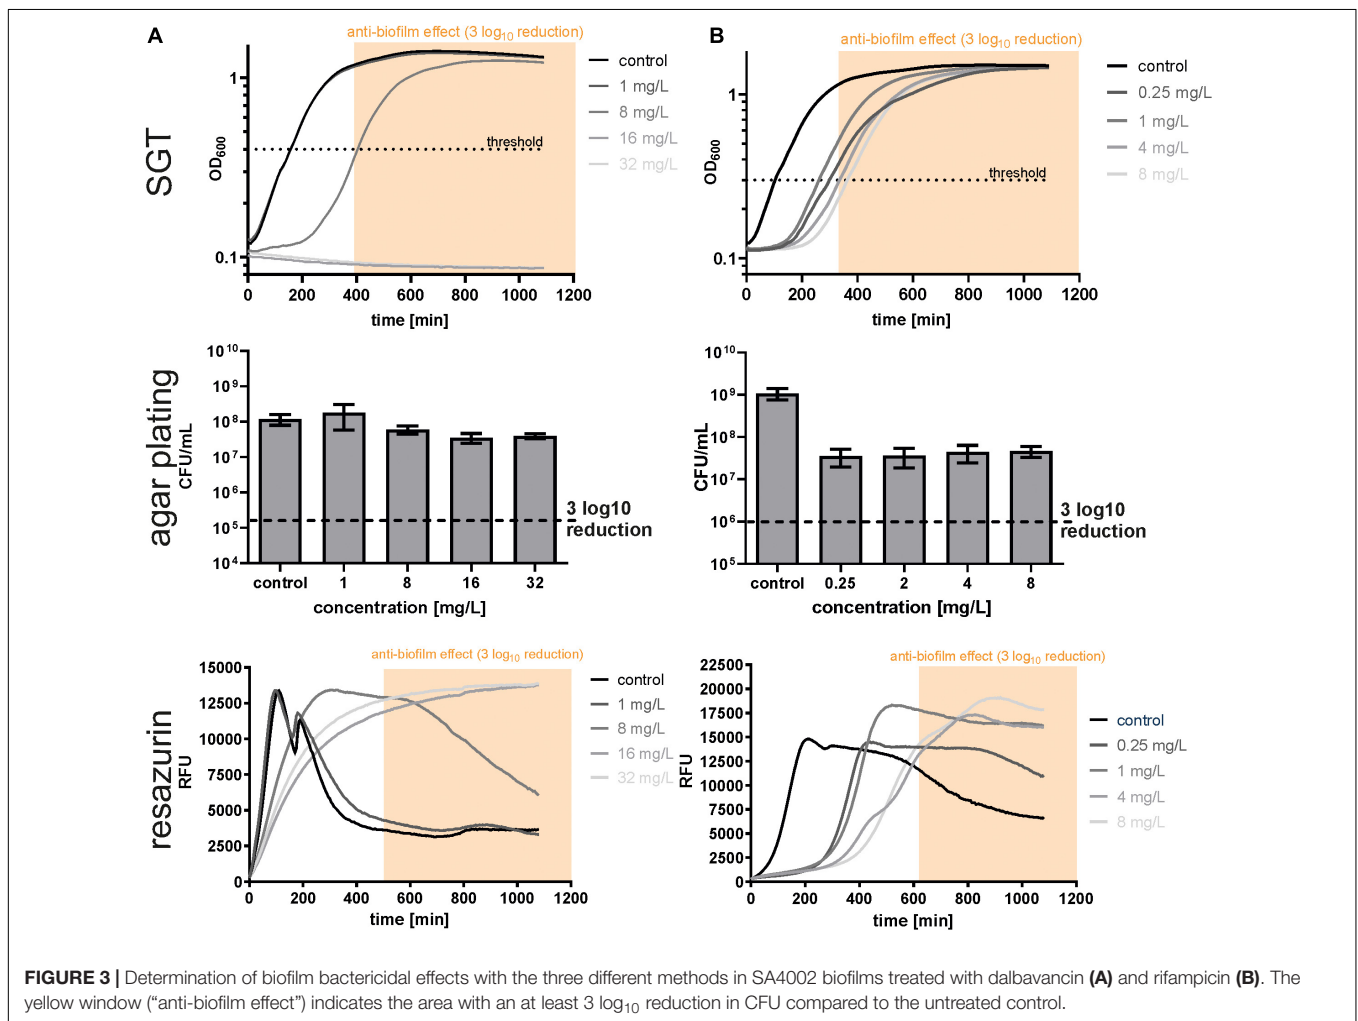 A
anti-biofilm effect (3 log10 reduction)
SGT
OD600
1
0.1
threshold
0 200 400 600 800 1000 1200
time [min]
control
1 mg/L
8 mg/L
16 mg/L
32 mg/L
B
anti-biofilm effect (3 log10 reduction)
OD600
1
0.1
threshold
0 200 400 600 800 1000 1200
time [min]
control
0.25 mg/L
1 mg/L
4 mg/L
8 mg/L
agar plating
CFU/mL
10^10
10^9
10^8
10^7
10^6
10^5
10^4
3 log10
reduction
control 1 8 16 32
concentration [mg/L]
CFU/mL
10^10
10^9
10^8
10^7
10^6
10^5
3 log10
reduction
control 0.25 2 4 8
concentration [mg/L]
resazurin
anti-biofilm effect (3 log10 reduction)
RFU
15000
12500
10000
7500
5000
2500
0
0 200 400 600 800 1000 1200
time [min]
control
1 mg/L
8 mg/L
16 mg/L
32 mg/L
anti-biofilm effect (3 log10 reduction)
RFU
22500
20000
17500
15000
12500
10000
7500
5000
2500
0
0 200 400 600 800 1000 1200
time [min]
control
0.25 mg/L
1 mg/L
4 mg/L
8 mg/L
FIGURE 3 | Determination of biofilm bactericidal effects with the three different methods in SA4002 biofilms treated with dalbavancin (A) and rifampicin (B). The
yellow window (“anti-biofilm effect”) indicates the area with an at least 3 log10 reduction in CFU compared to the untreated control.